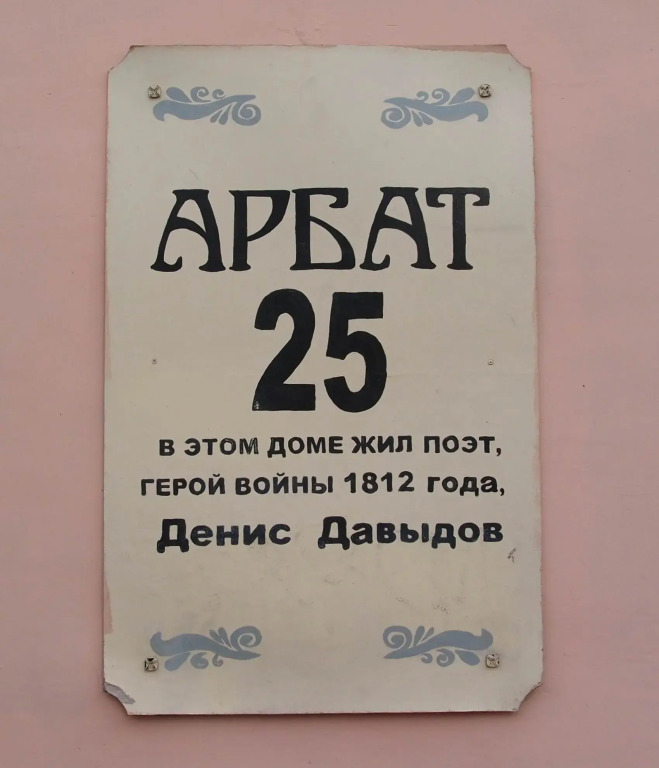 АРБАТ
25
В ЭТОМ ДОМЕ ЖИЛ ПОЭТ,
ГЕРОЙ ВОЙНЫ 1812 года,
Денис Давыдов